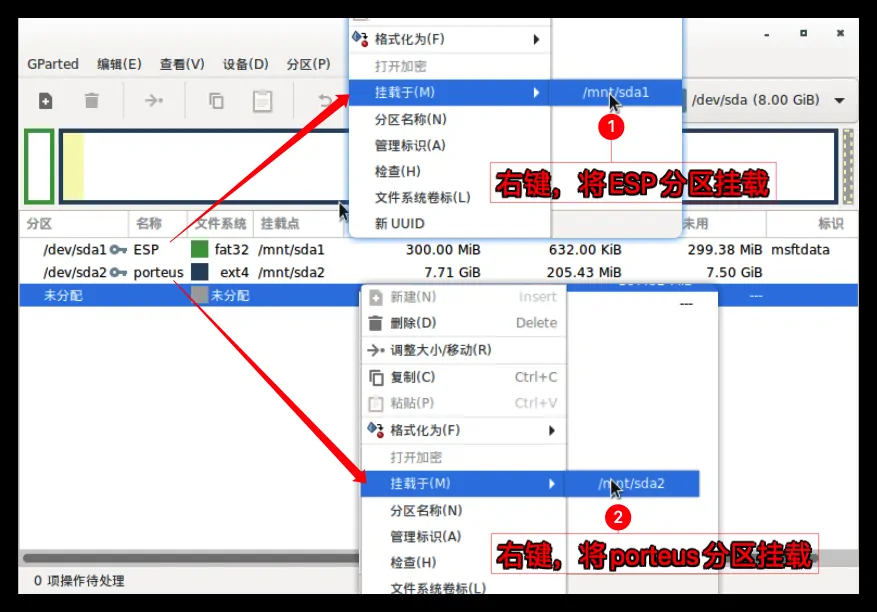 格式化为(F)
GParted 编辑(E) 查看(V) 设备(D) 分区(P)
打开加密
挂载于(M) /mnt/sda1
/dev/sda (8.00 GiB)
分区名称(N)
1
管理标识(A)
检查(H)
右键，将ESP分区挂载
文件系统卷标(L)
新 UUID
分区 名称 文件系统 挂载点 未用 标识
/dev/sda1 ESP fat32 /mnt/sda1 300.00 MiB 632.00 KiB 299.38 MiB msftdata
/dev/sda2 porteus ext4 /mnt/sda2 7.71 GiB 205.43 MiB 7.50 GiB
未分配 未分配 --- ---
新建(N) Insert
删除(D) Delete
调整大小/移动(R)
复制(C) Ctrl+C
粘贴(P) Ctrl+V
格式化为(F)
打开加密
挂载于(M) /mnt/sda2
分区名称(N)
2
管理标识(A)
右键，将porteus分区挂载
检查(H)
文件系统卷标(L)
0 项操作待处理